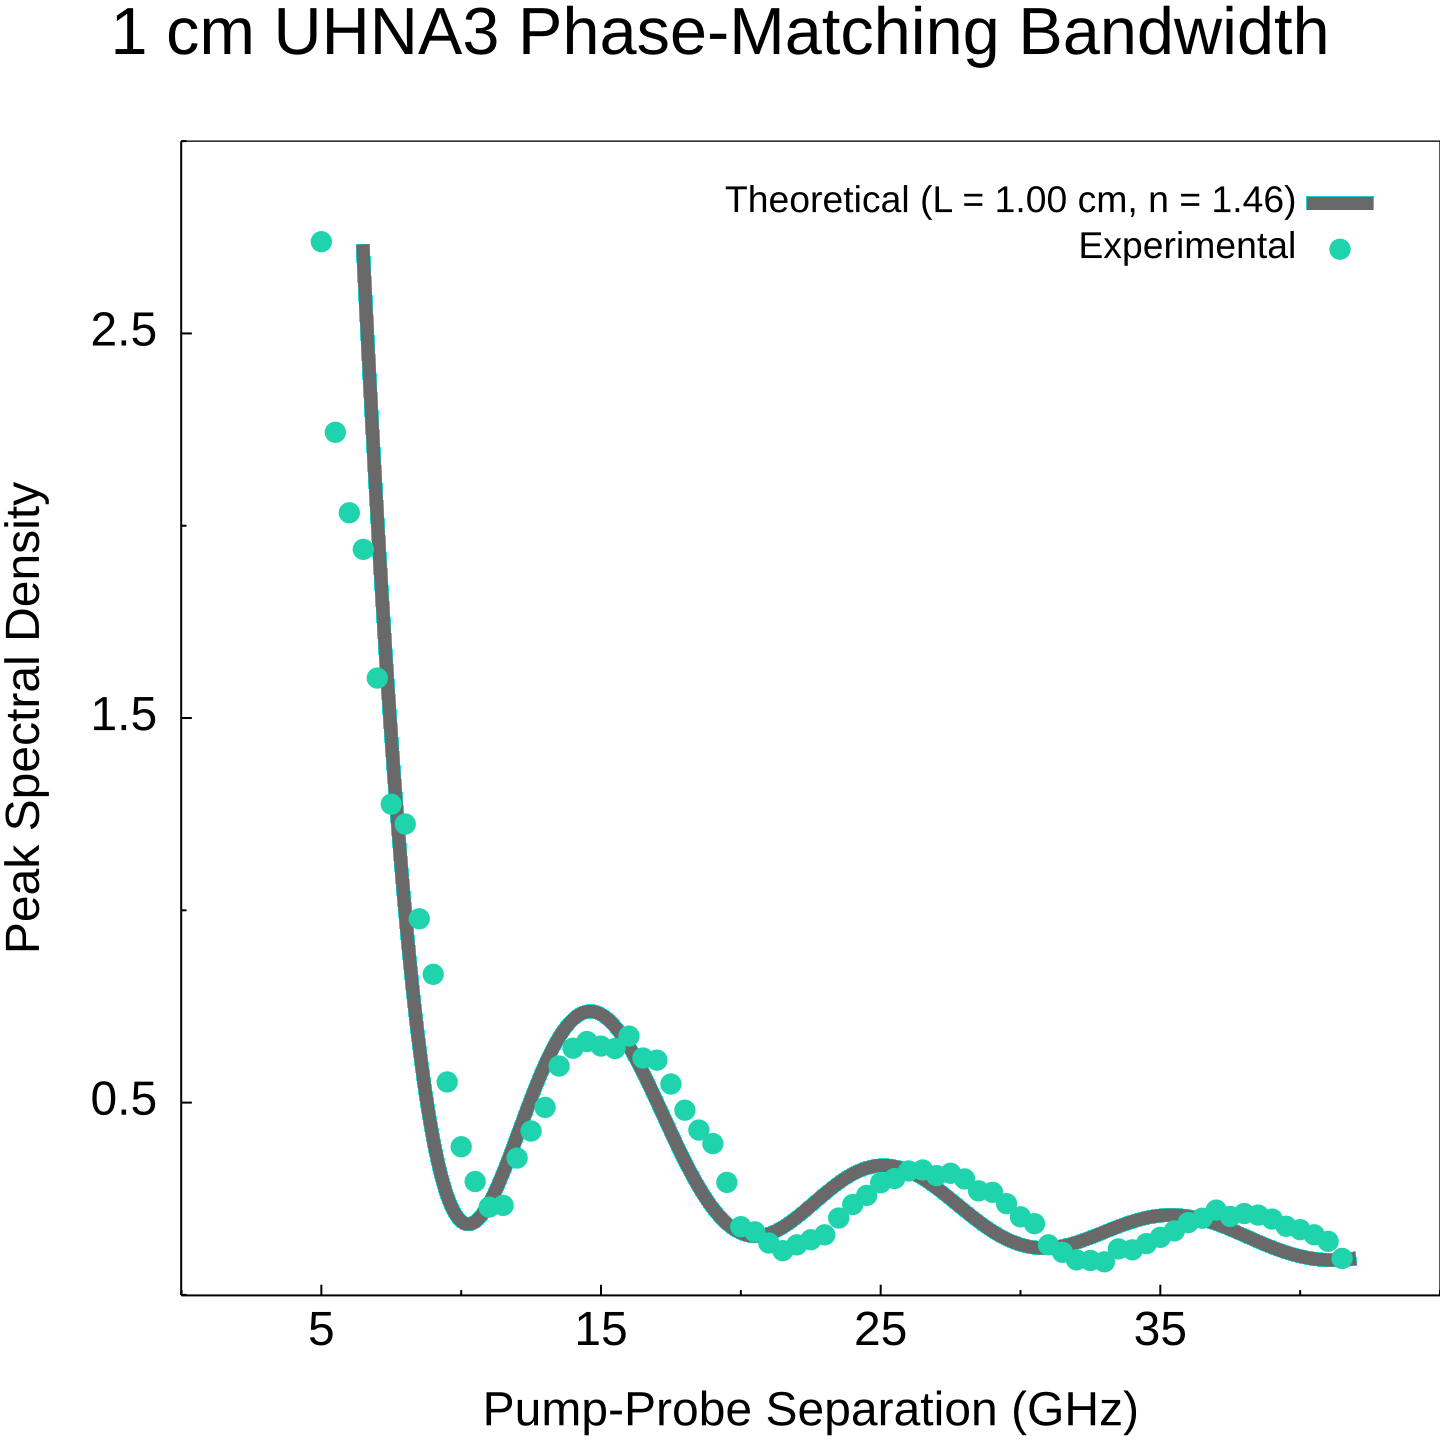 1 cm UHNA3 Phase-Matching Bandwidth
Theoretical (L = 1.00 cm, n = 1.46)
Experimental
2.5
1.5
0.5
Peak Spectral Density
5 15 25 35
Pump-Probe Separation (GHz)